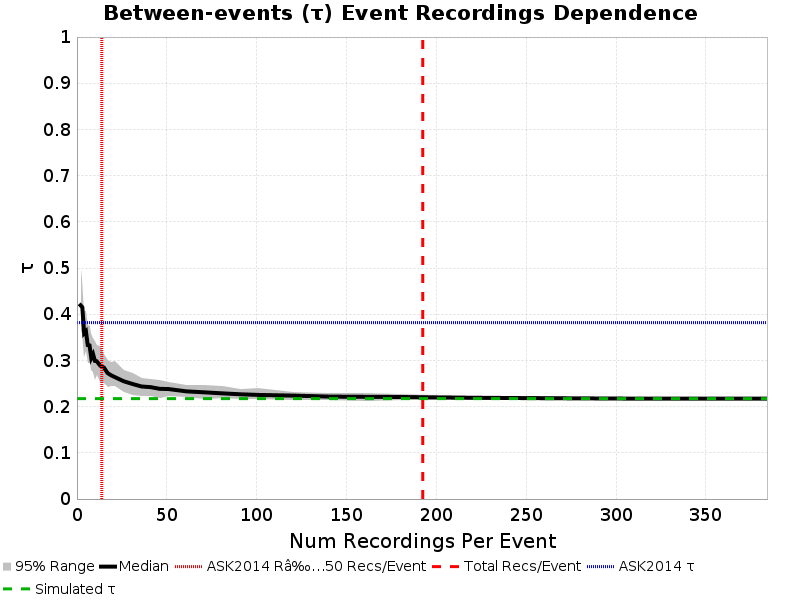 Between-events (τ) Event Recordings Dependence
1
0.9
0.8
0.7
0.6
0.5
0.4
0.3
0.2
0.1
0
τ
0 50 100 150 200 250 300 350
Num Recordings Per Event
95% Range Median ASK2014 Râ‰…50 Recs/Event Total Recs/Event ASK2014 τ
Simulated τ